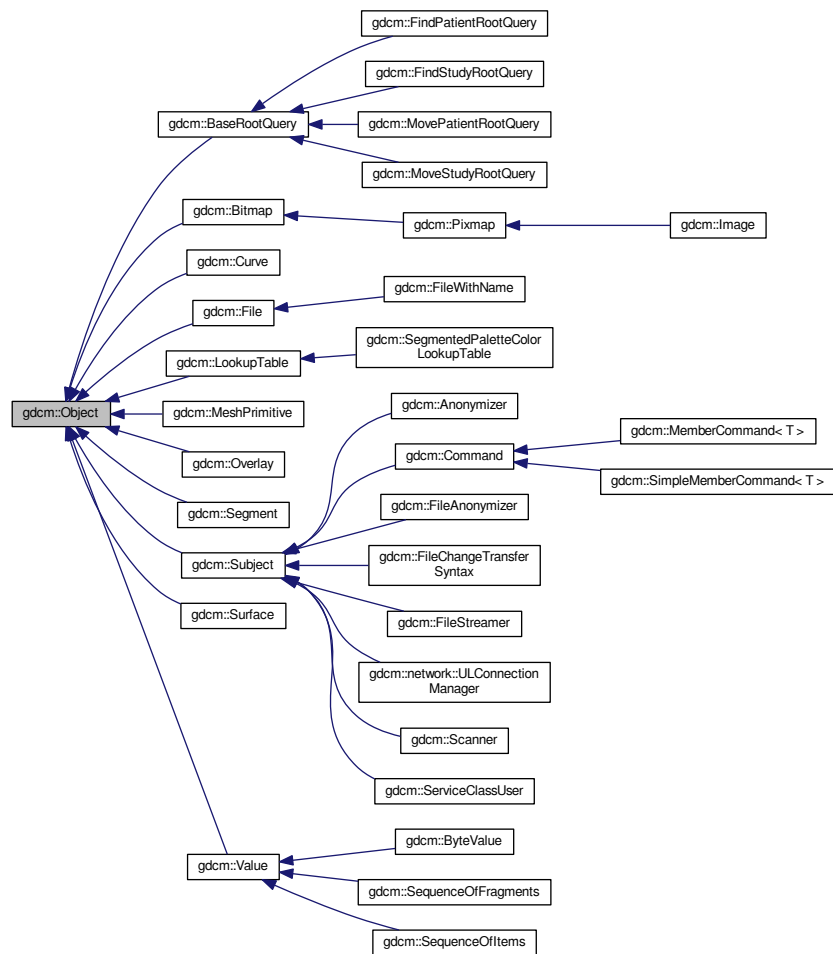 gdcm::FindPatientRootQuery
gdcm::FindStudyRootQuery
gdcm::BaseRootQuery
gdcm::MovePatientRootQuery
gdcm::MoveStudyRootQuery
gdcm::Bitmap
gdcm::Pixmap
gdcm::Image
gdcm::Curve
gdcm::FileWithName
gdcm::File
gdcm::SegmentedPaletteColor
LookupTable
gdcm::LookupTable
gdcm::Object
gdcm::MeshPrimitive
gdcm::Anonymizer
gdcm::MemberCommand< T >
gdcm::Command
gdcm::Overlay
gdcm::SimpleMemberCommand< T >
gdcm::FileAnonymizer
gdcm::Segment
gdcm::Subject
gdcm::FileChangeTransfer
Syntax
gdcm::Surface
gdcm::FileStreamer
gdcm::network::ULConnection
Manager
gdcm::Scanner
gdcm::ServiceClassUser
gdcm::ByteValue
gdcm::Value
gdcm::SequenceOfFragments
gdcm::SequenceOfItems